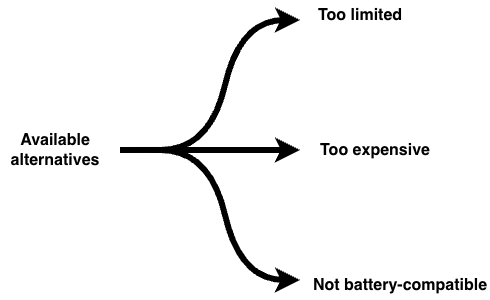 Too limited
Available
alternatives
Too expensive
Not battery-compatible